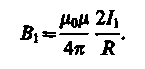 B₁ = μ₀μ/4π 2I₁/R.